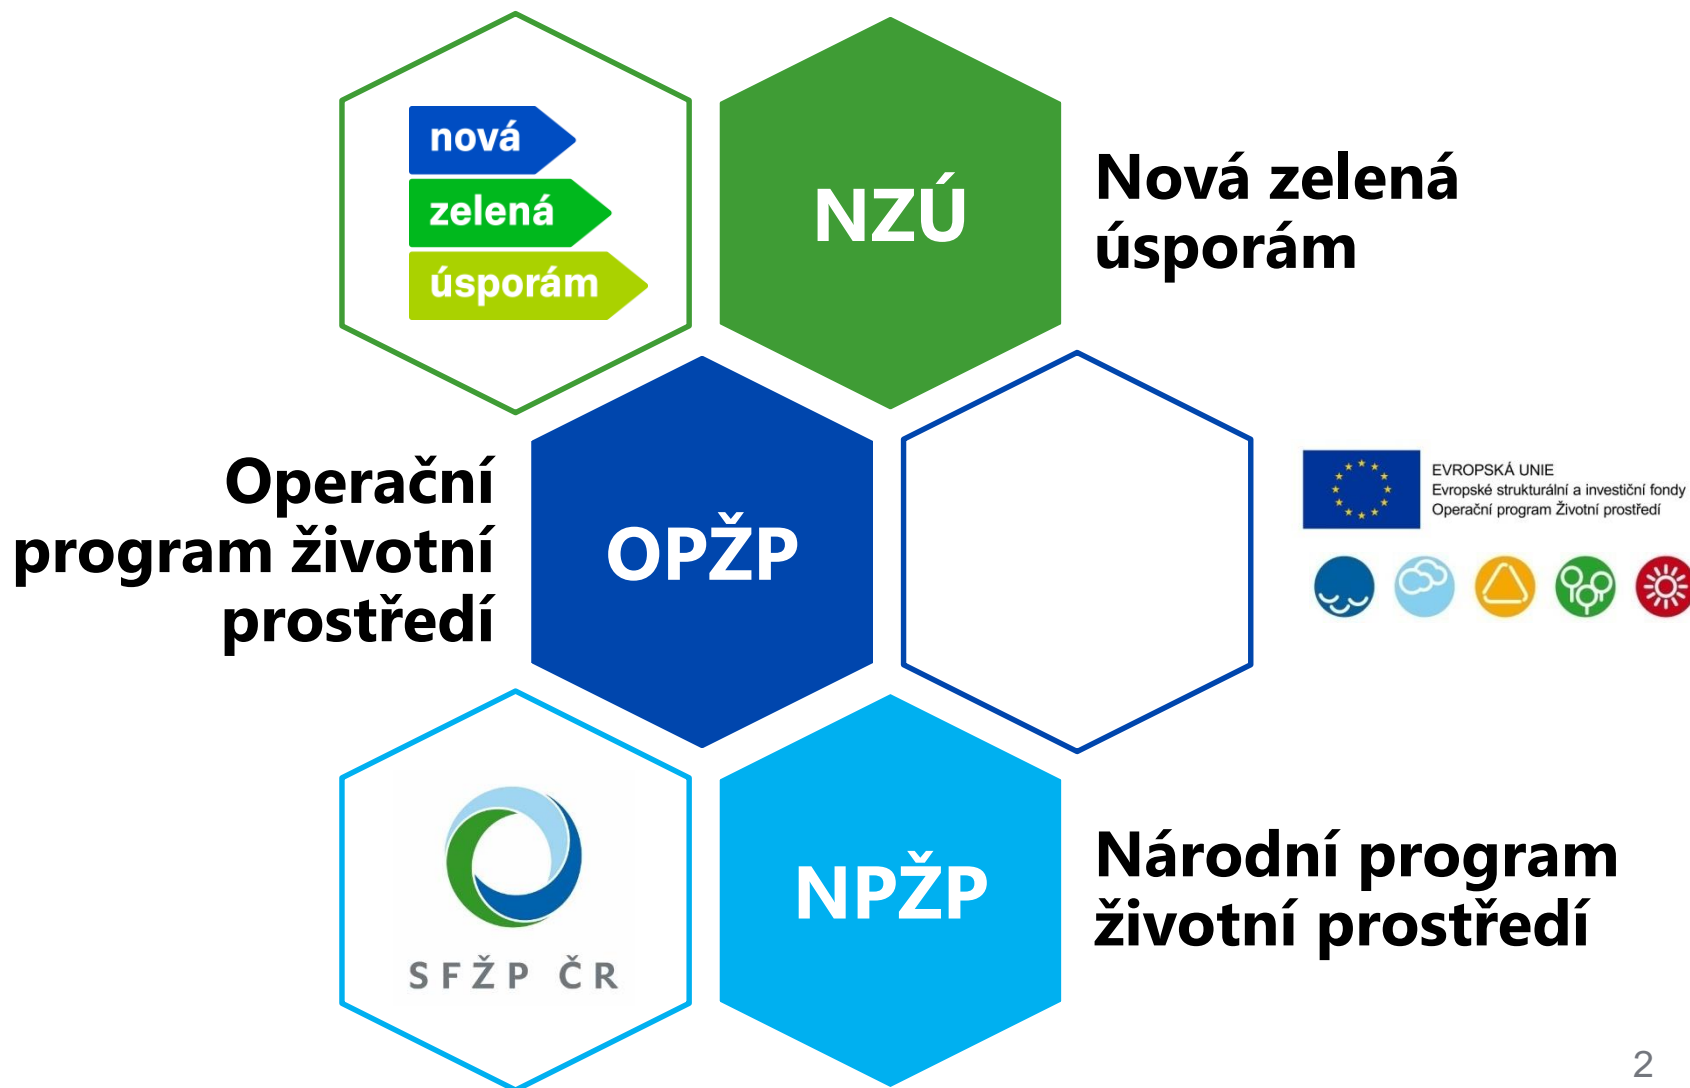 nová
zelená
úsporám
NZÚ
Nová zelená
úsporám
Operační
program životní
prostředí
OPŽP
EVROPSKÁ UNIE
Evropské strukturální a investiční fondy
Operační program Životní prostředí
SFŽP ČR
NPŽP
Národní program
životní prostředí
2